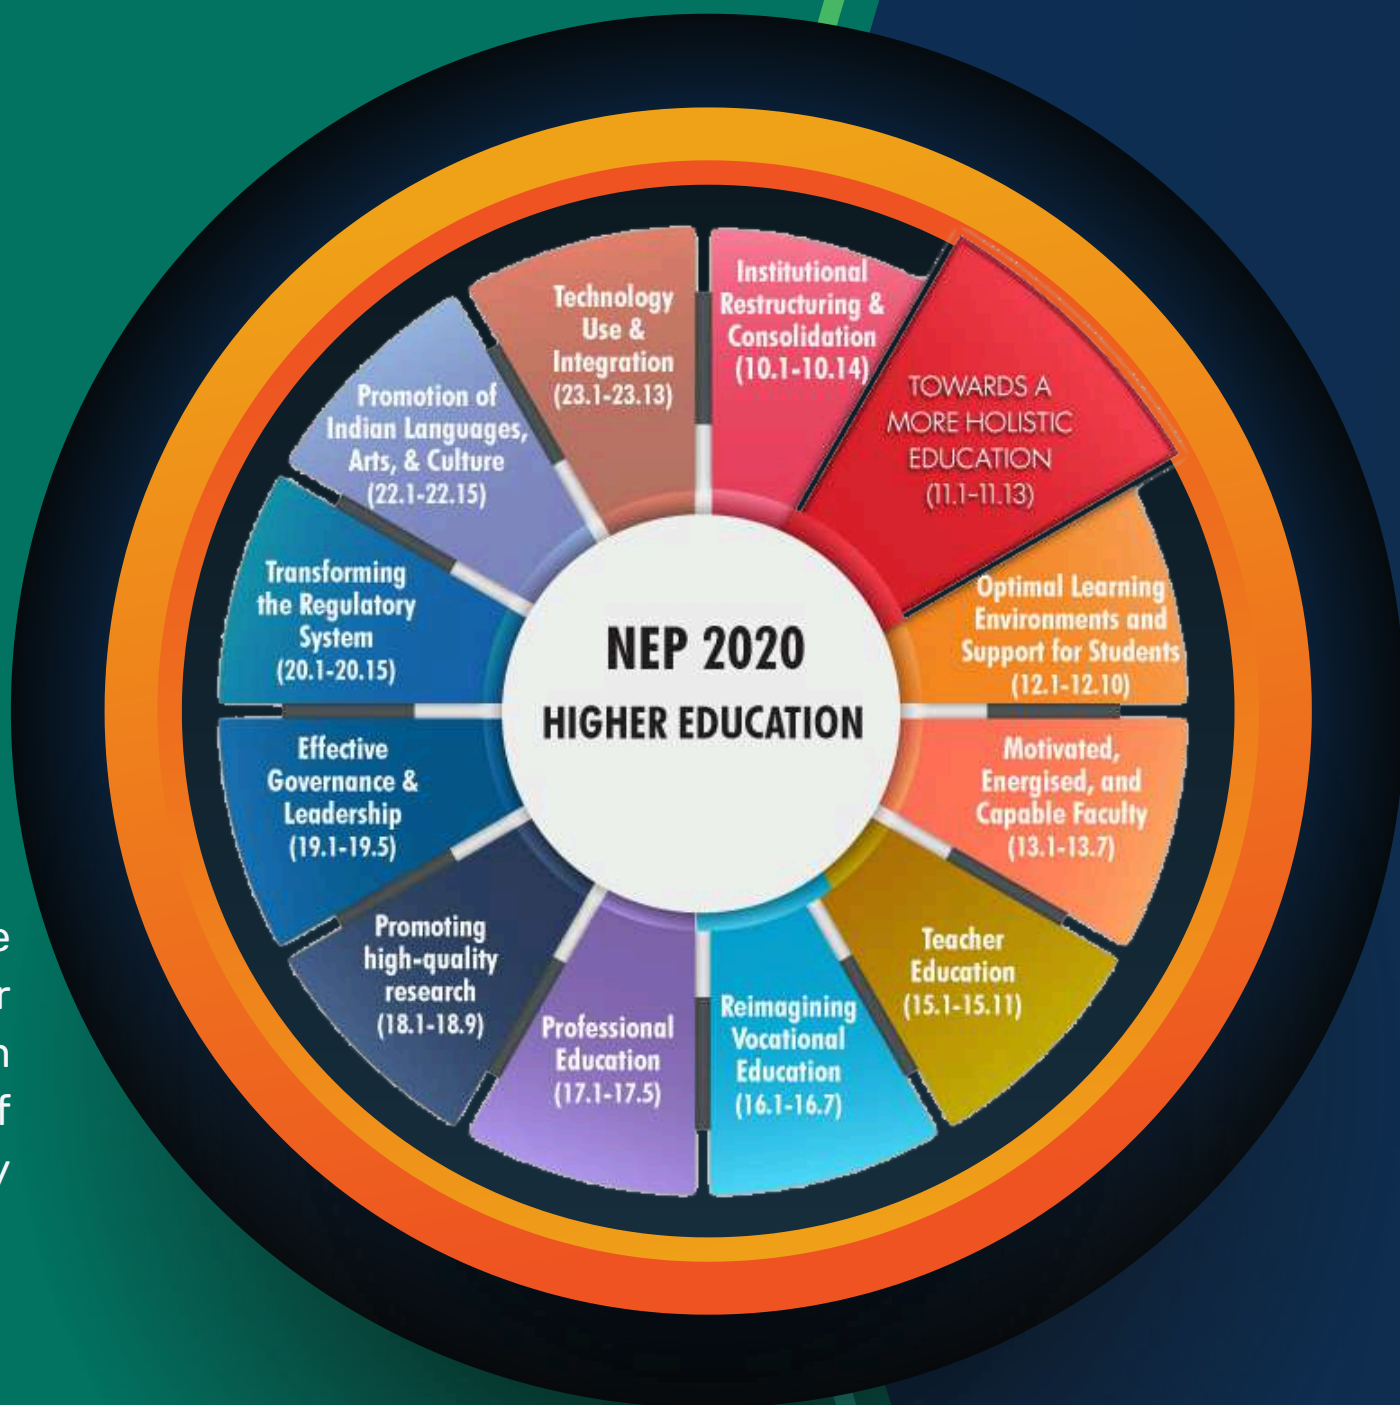 NEP 2020
HIGHER EDUCATION
Institutional
Restructuring &
Consolidation
(10.1-10.14)
TOWARDS A
MORE HOLISTIC
EDUCATION
(11.1-11.13)
Optimal Learning
Environments and
Support for Students
(12.1-12.10)
Motivated,
Energised, and
Capable Faculty
(13.1-13.7)
Teacher
Education
(15.1-15.11)
Reimagining
Vocational
Education
(16.1-16.7)
Professional
Education
(17.1-17.5)
Promoting
high-quality
research
(18.1-18.9)
Effective
Governance &
Leadership
(19.1-19.5)
Transforming
the Regulatory
System
(20.1-20.15)
Promotion of
Indian Languages,
Arts, & Culture
(22.1-22.15)
Technology
Use &
Integration
(23.1-23.13)